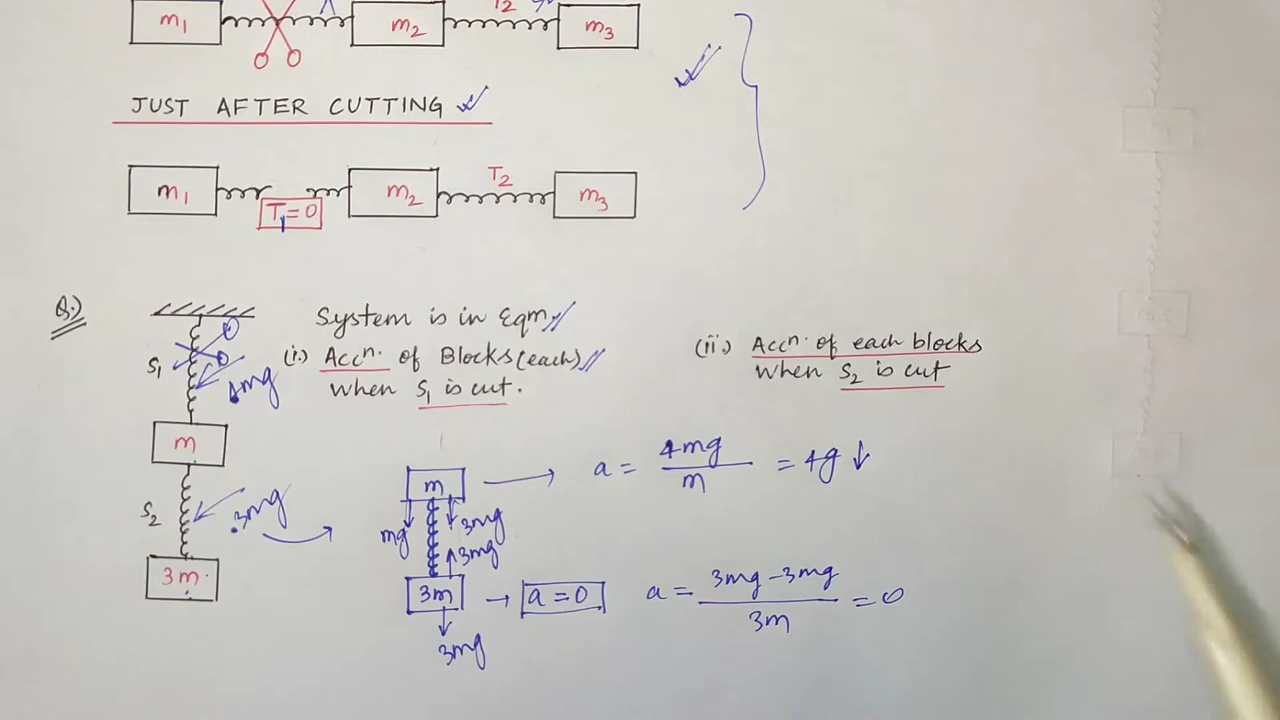 m1 m2 T2 m3
JUST AFTER CUTTING
m1 T1 = 0 m2 T2 m3
Q.)
System is in Eqm
(i.) Accn. of Blocks (each)
when S1 is cut.
(ii.) Accn. of each blocks
when S2 is cut
S1
4mg
m
S2
3mg
3m
m
mg 3mg
3mg
3m
3mg
a = 4mg / m = 4g ↓
→ a = 0
a = 3mg - 3mg / 3m = 0